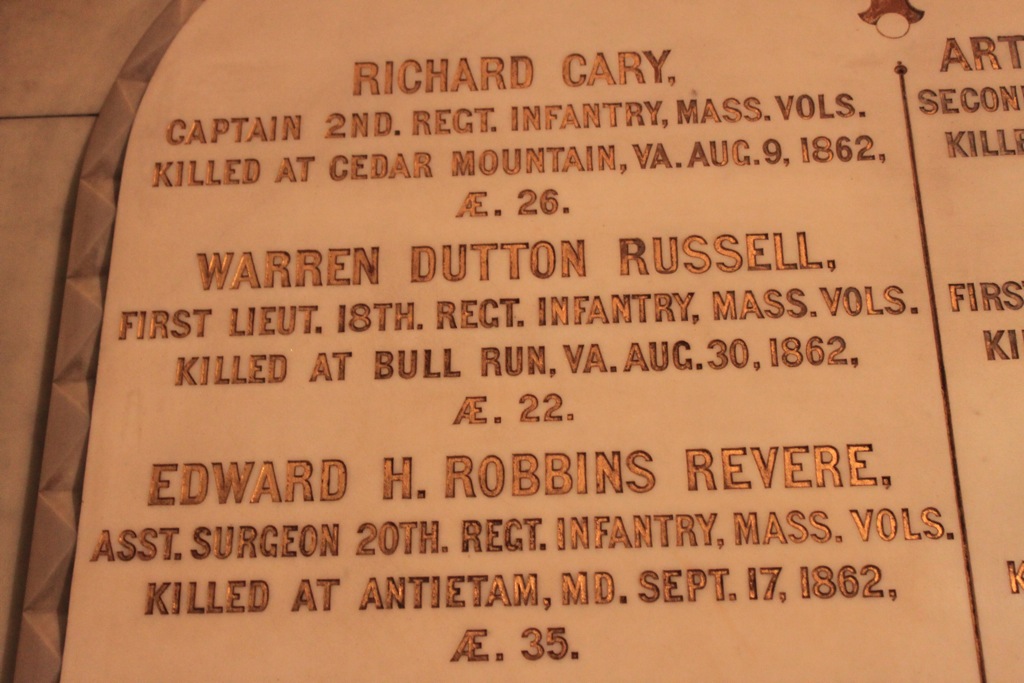 RICHARD CARY,
CAPTAIN 2ND. REGT. INFANTRY, MASS. VOLS.
KILLED AT CEDAR MOUNTAIN, VA. AUG. 9, 1862,
Æ. 26.
WARREN DUTTON RUSSELL,
FIRST LIEUT. 18TH. REGT. INFANTRY, MASS. VOLS.
KILLED AT BULL RUN, VA. AUG. 30, 1862,
Æ. 22.
EDWARD H. ROBBINS REVERE,
ASST. SURGEON 20TH. REGT. INFANTRY, MASS. VOLS.
KILLED AT ANTIETAM, MD. SEPT. 17, 1862,
Æ. 35.